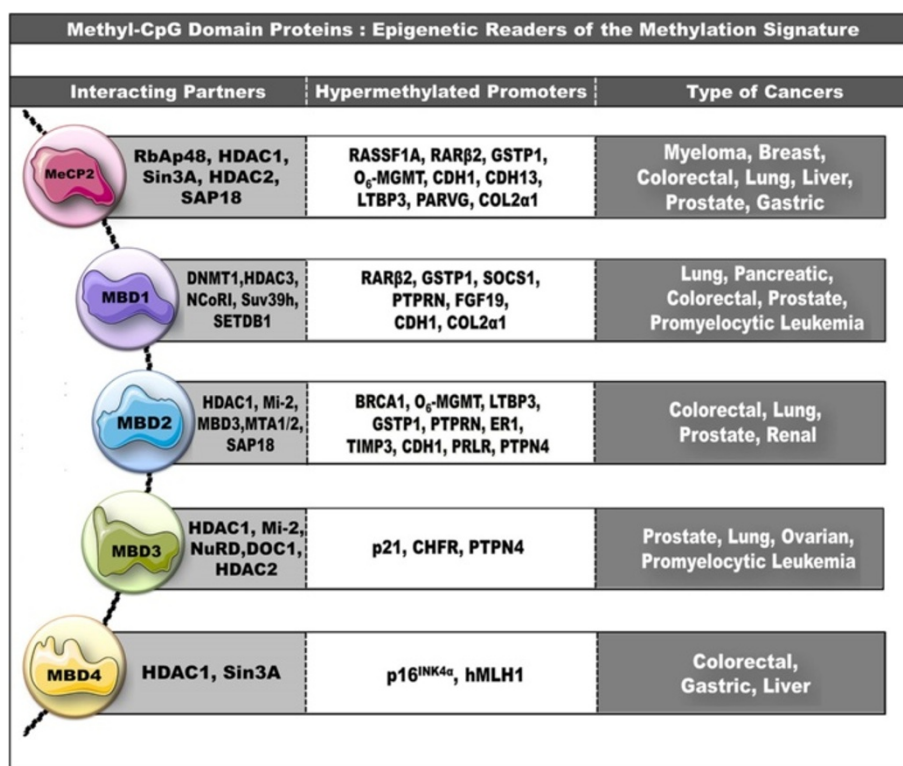 Methyl-CpG Domain Proteins : Epigenetic Readers of the Methylation Signature
Interacting Partners
Hypermethylated Promoters
Type of Cancers
MeCP2
RbAp48, HDAC1,
Sin3A, HDAC2,
SAP18
RASSF1A, RARβ2, GSTP1,
O₆-MGMT, CDH1, CDH13,
LTBP3, PARVG, COL2α1
Myeloma, Breast,
Colorectal, Lung, Liver,
Prostate, Gastric
MBD1
DNMT1,HDAC3,
NCoRI, Suv39h,
SETDB1
RARβ2, GSTP1, SOCS1,
PTPRN, FGF19,
CDH1, COL2α1
Lung, Pancreatic,
Colorectal, Prostate,
Promyelocytic Leukemia
MBD2
HDAC1, Mi-2,
MBD3,MTA1/2,
SAP18
BRCA1, O₆-MGMT, LTBP3,
GSTP1, PTPRN, ER1,
TIMP3, CDH1, PRLR, PTPN4
Colorectal, Lung,
Prostate, Renal
MBD3
HDAC1, Mi-2,
NuRD,DOC1,
HDAC2
p21, CHFR, PTPN4
Prostate, Lung, Ovarian,
Promyelocytic Leukemia
MBD4
HDAC1, Sin3A
p16ᴵᴺᴷ⁴ᵅ, hMLH1
Colorectal,
Gastric, Liver